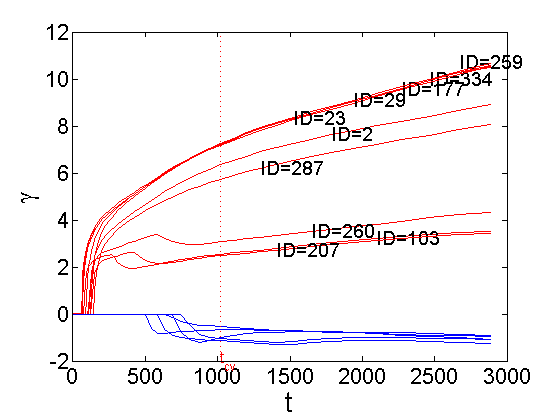 12
10
8
6
4
2
0
-2
γ
ID=259
ID=334
ID=177
ID=29
ID=23
ID=2
ID=287
ID=260
ID=103
ID=207
t_cy
0 500 1000 1500 2000 2500 3000
t